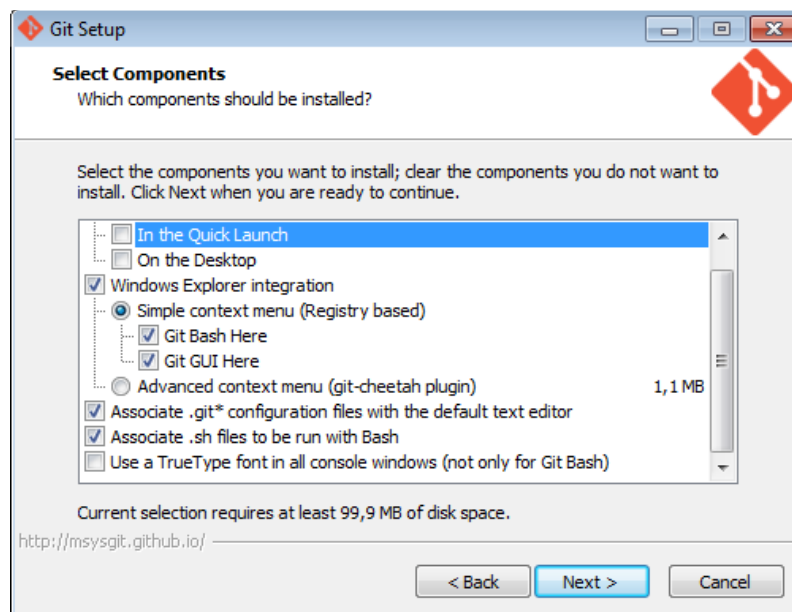 Git Setup
Select Components
Which components should be installed?
Select the components you want to install; clear the components you do not want to
install. Click Next when you are ready to continue.
In the Quick Launch
On the Desktop
Windows Explorer integration
Simple context menu (Registry based)
Git Bash Here
Git GUI Here
Advanced context menu (git-cheetah plugin) 1,1 MB
Associate .git* configuration files with the default text editor
Associate .sh files to be run with Bash
Use a TrueType font in all console windows (not only for Git Bash)
Current selection requires at least 99,9 MB of disk space.
http://msysgit.github.io/
< Back Next > Cancel